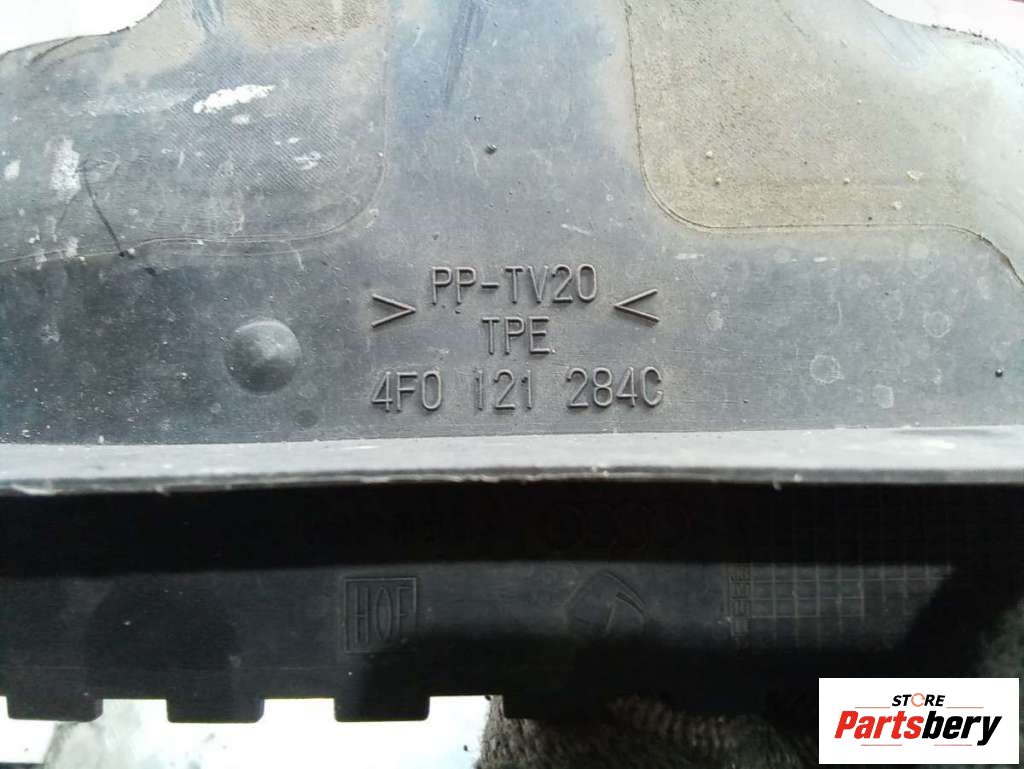 > PP-TV20 <
TPE
4F0 121 284C
HOF
STORE
Partsbery